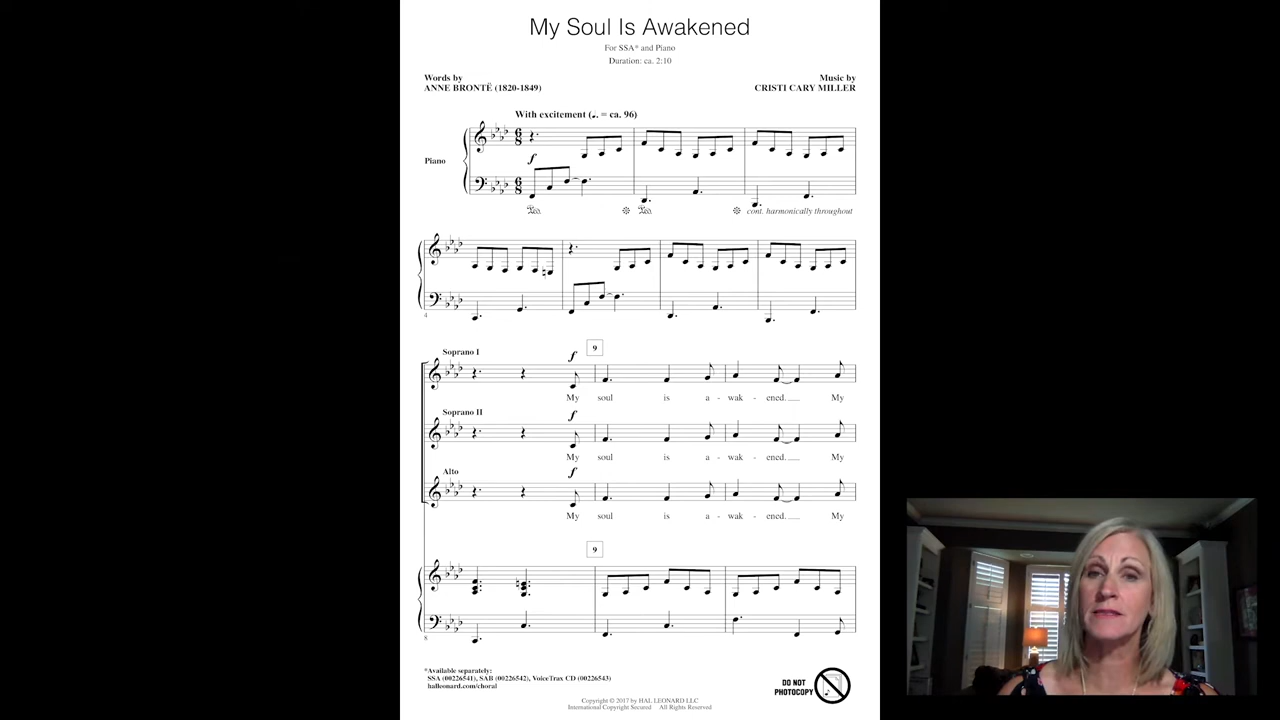 My Soul Is Awakened
For SSA* and Piano
Duration: ca. 2:10
Words by
ANNE BRONTË (1820-1849)
Music by
CRISTI CARY MILLER
With excitement (♩. = ca. 96)
Piano
f
cont. harmonically throughout
4
Soprano I
f
9
My soul is a - wak - ened. My
Soprano II
f
My soul is a - wak - ened. My
Alto
f
My soul is a - wak - ened. My
9
8
*Available separately:
SSA (00226541), SAB (00226542), VoiceTrax CD (00226543)
halleonard.com/choral
DO NOT
PHOTOCOPY
Copyright © 2017 by HAL LEONARD LLC
International Copyright Secured All Rights Reserved